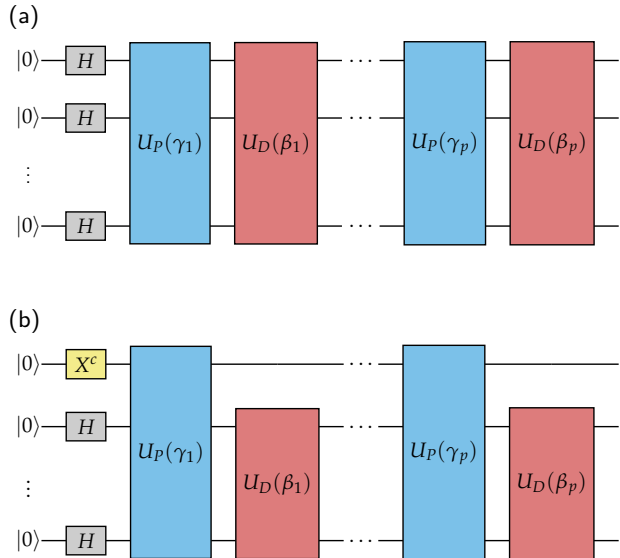 (a)
|0⟩ H
|0⟩ H
U_P(γ_1) U_D(β_1) ⋯ U_P(γ_p) U_D(β_p)
⋮
|0⟩ H
(b)
|0⟩ X^c
|0⟩ H
U_P(γ_1) ⋯ U_P(γ_p)
U_D(β_1) U_D(β_p)
⋮
|0⟩ H